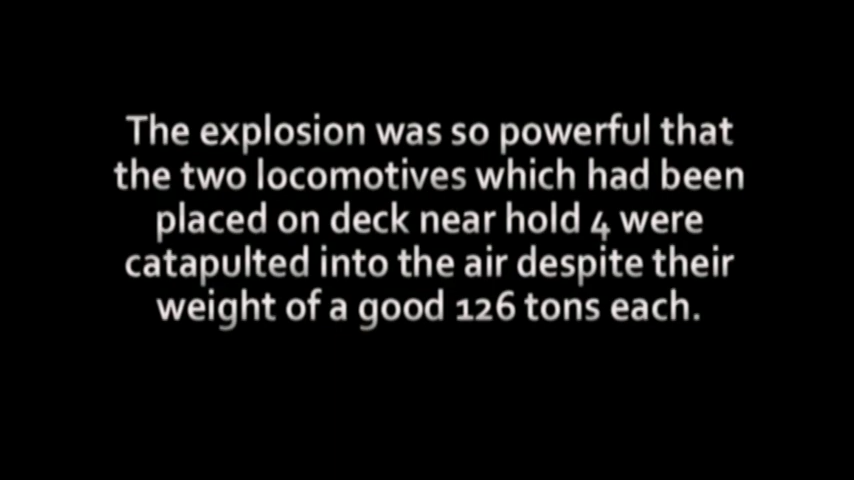 The explosion was so powerful that
the two locomotives which had been
placed on deck near hold 4 were
catapulted into the air despite their
weight of a good 126 tons each.